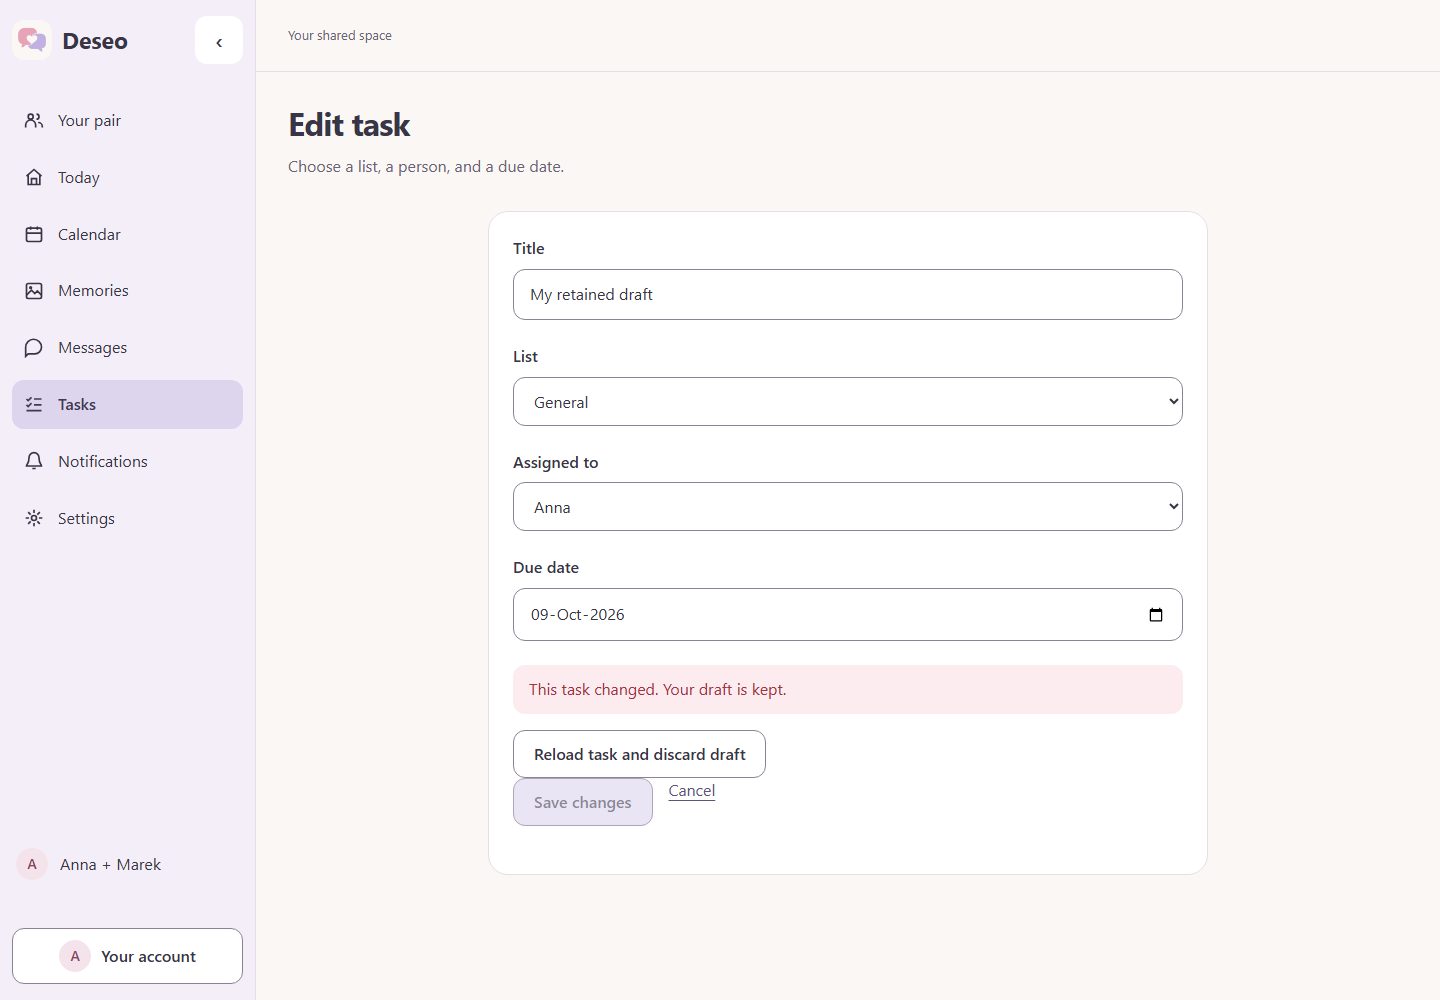 Deseo
‹
Your pair
Today
Calendar
Memories
Messages
Tasks
Notifications
Settings
A Anna + Marek
A Your account
Your shared space
Edit task
Choose a list, a person, and a due date.
Title
My retained draft
List
General
Assigned to
Anna
Due date
09-Oct-2026
This task changed. Your draft is kept.
Reload task and discard draft
Save changes Cancel